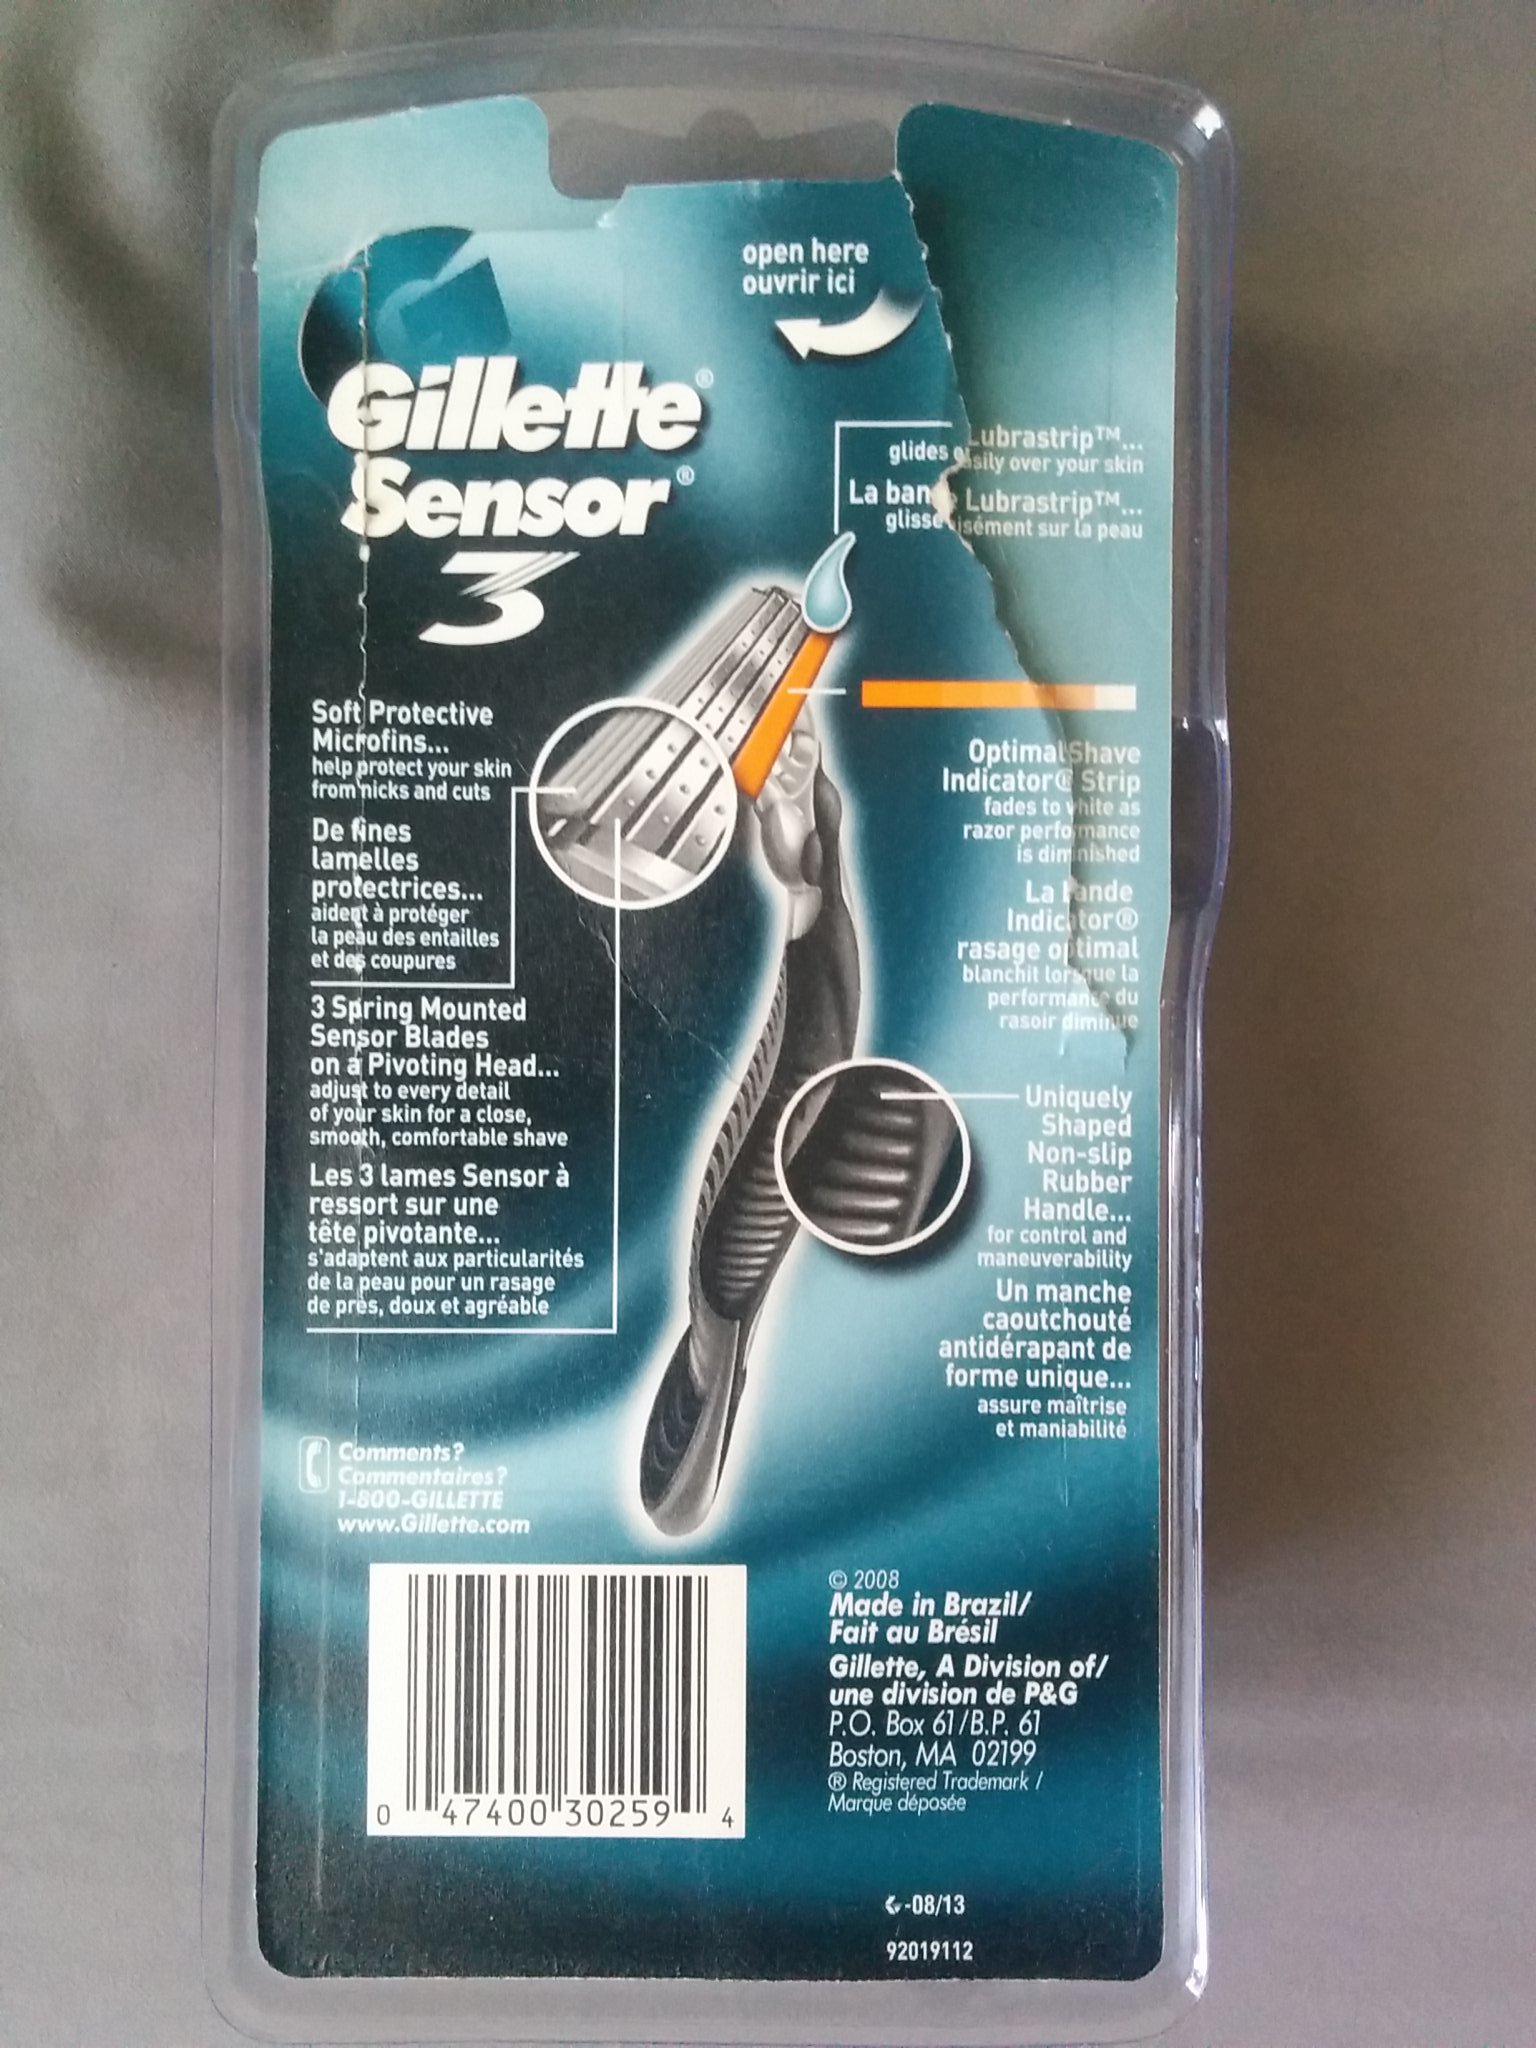 open here
ouvrir ici
Gillette®
Sensor®
3
Lubrastrip™...
glides easily over your skin
La bande Lubrastrip™...
glisse aisément sur la peau
Soft Protective
Microfins...
help protect your skin
from nicks and cuts
De fines
lamelles
protectrices...
aident à protéger
la peau des entailles
et des coupures
3 Spring Mounted
Sensor Blades
on a Pivoting Head...
adjust to every detail
of your skin for a close,
smooth, comfortable shave
Les 3 lames Sensor à
ressort sur une
tête pivotante...
s'adaptent aux particularités
de la peau pour un rasage
de près, doux et agréable
Optimal Shave
Indicator® Strip
fades to white as
razor performance
is diminished
La bande
Indicator®
rasage optimal
blanchit lorsque la
performance du
rasoir diminue
Uniquely
Shaped
Non-slip
Rubber
Handle...
for control and
maneuverability
Un manche
caoutchouté
antidérapant de
forme unique...
assure maîtrise
et maniabilité
Comments?
Commentaires?
1-800-GILLETTE
www.Gillette.com
0 47400 30259 4
© 2008
Made in Brazil/
Fait au Brésil
Gillette, A Division of/
une division de P&G
P.O. Box 61/B.P. 61
Boston, MA 02199
® Registered Trademark /
Marque déposée
-08/13
92019112